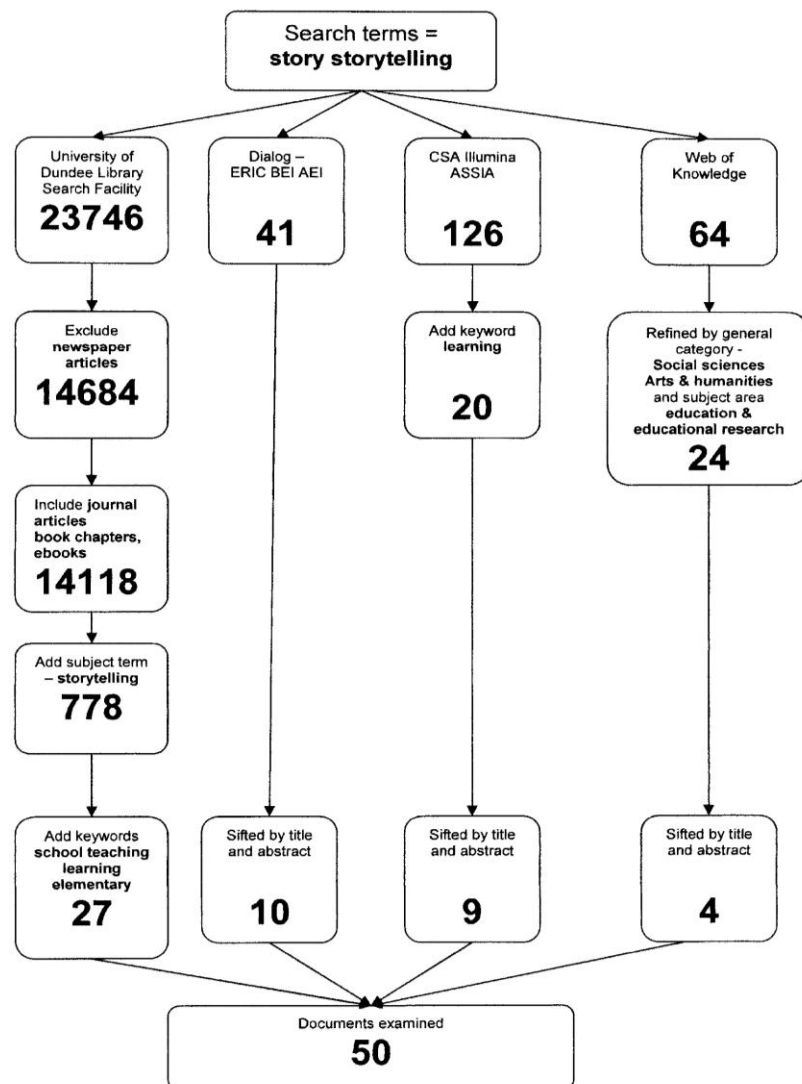 Search terms =
story storytelling
University of
Dundee Library
Search Facility
23746
Dialog –
ERIC BEI AEI
41
CSA Illumina
ASSIA
126
Web of
Knowledge
64
Exclude
newspaper
articles
14684
Add keyword
learning
20
Refined by general
category -
Social sciences
Arts & humanities
and subject area
education &
educational research
24
Include journal
articles
book chapters,
ebooks
14118
Add subject term
– storytelling
778
Add keywords
school teaching
learning
elementary
27
Sifted by title
and abstract
10
Sifted by title
and abstract
9
Sifted by title
and abstract
4
Documents examined
50